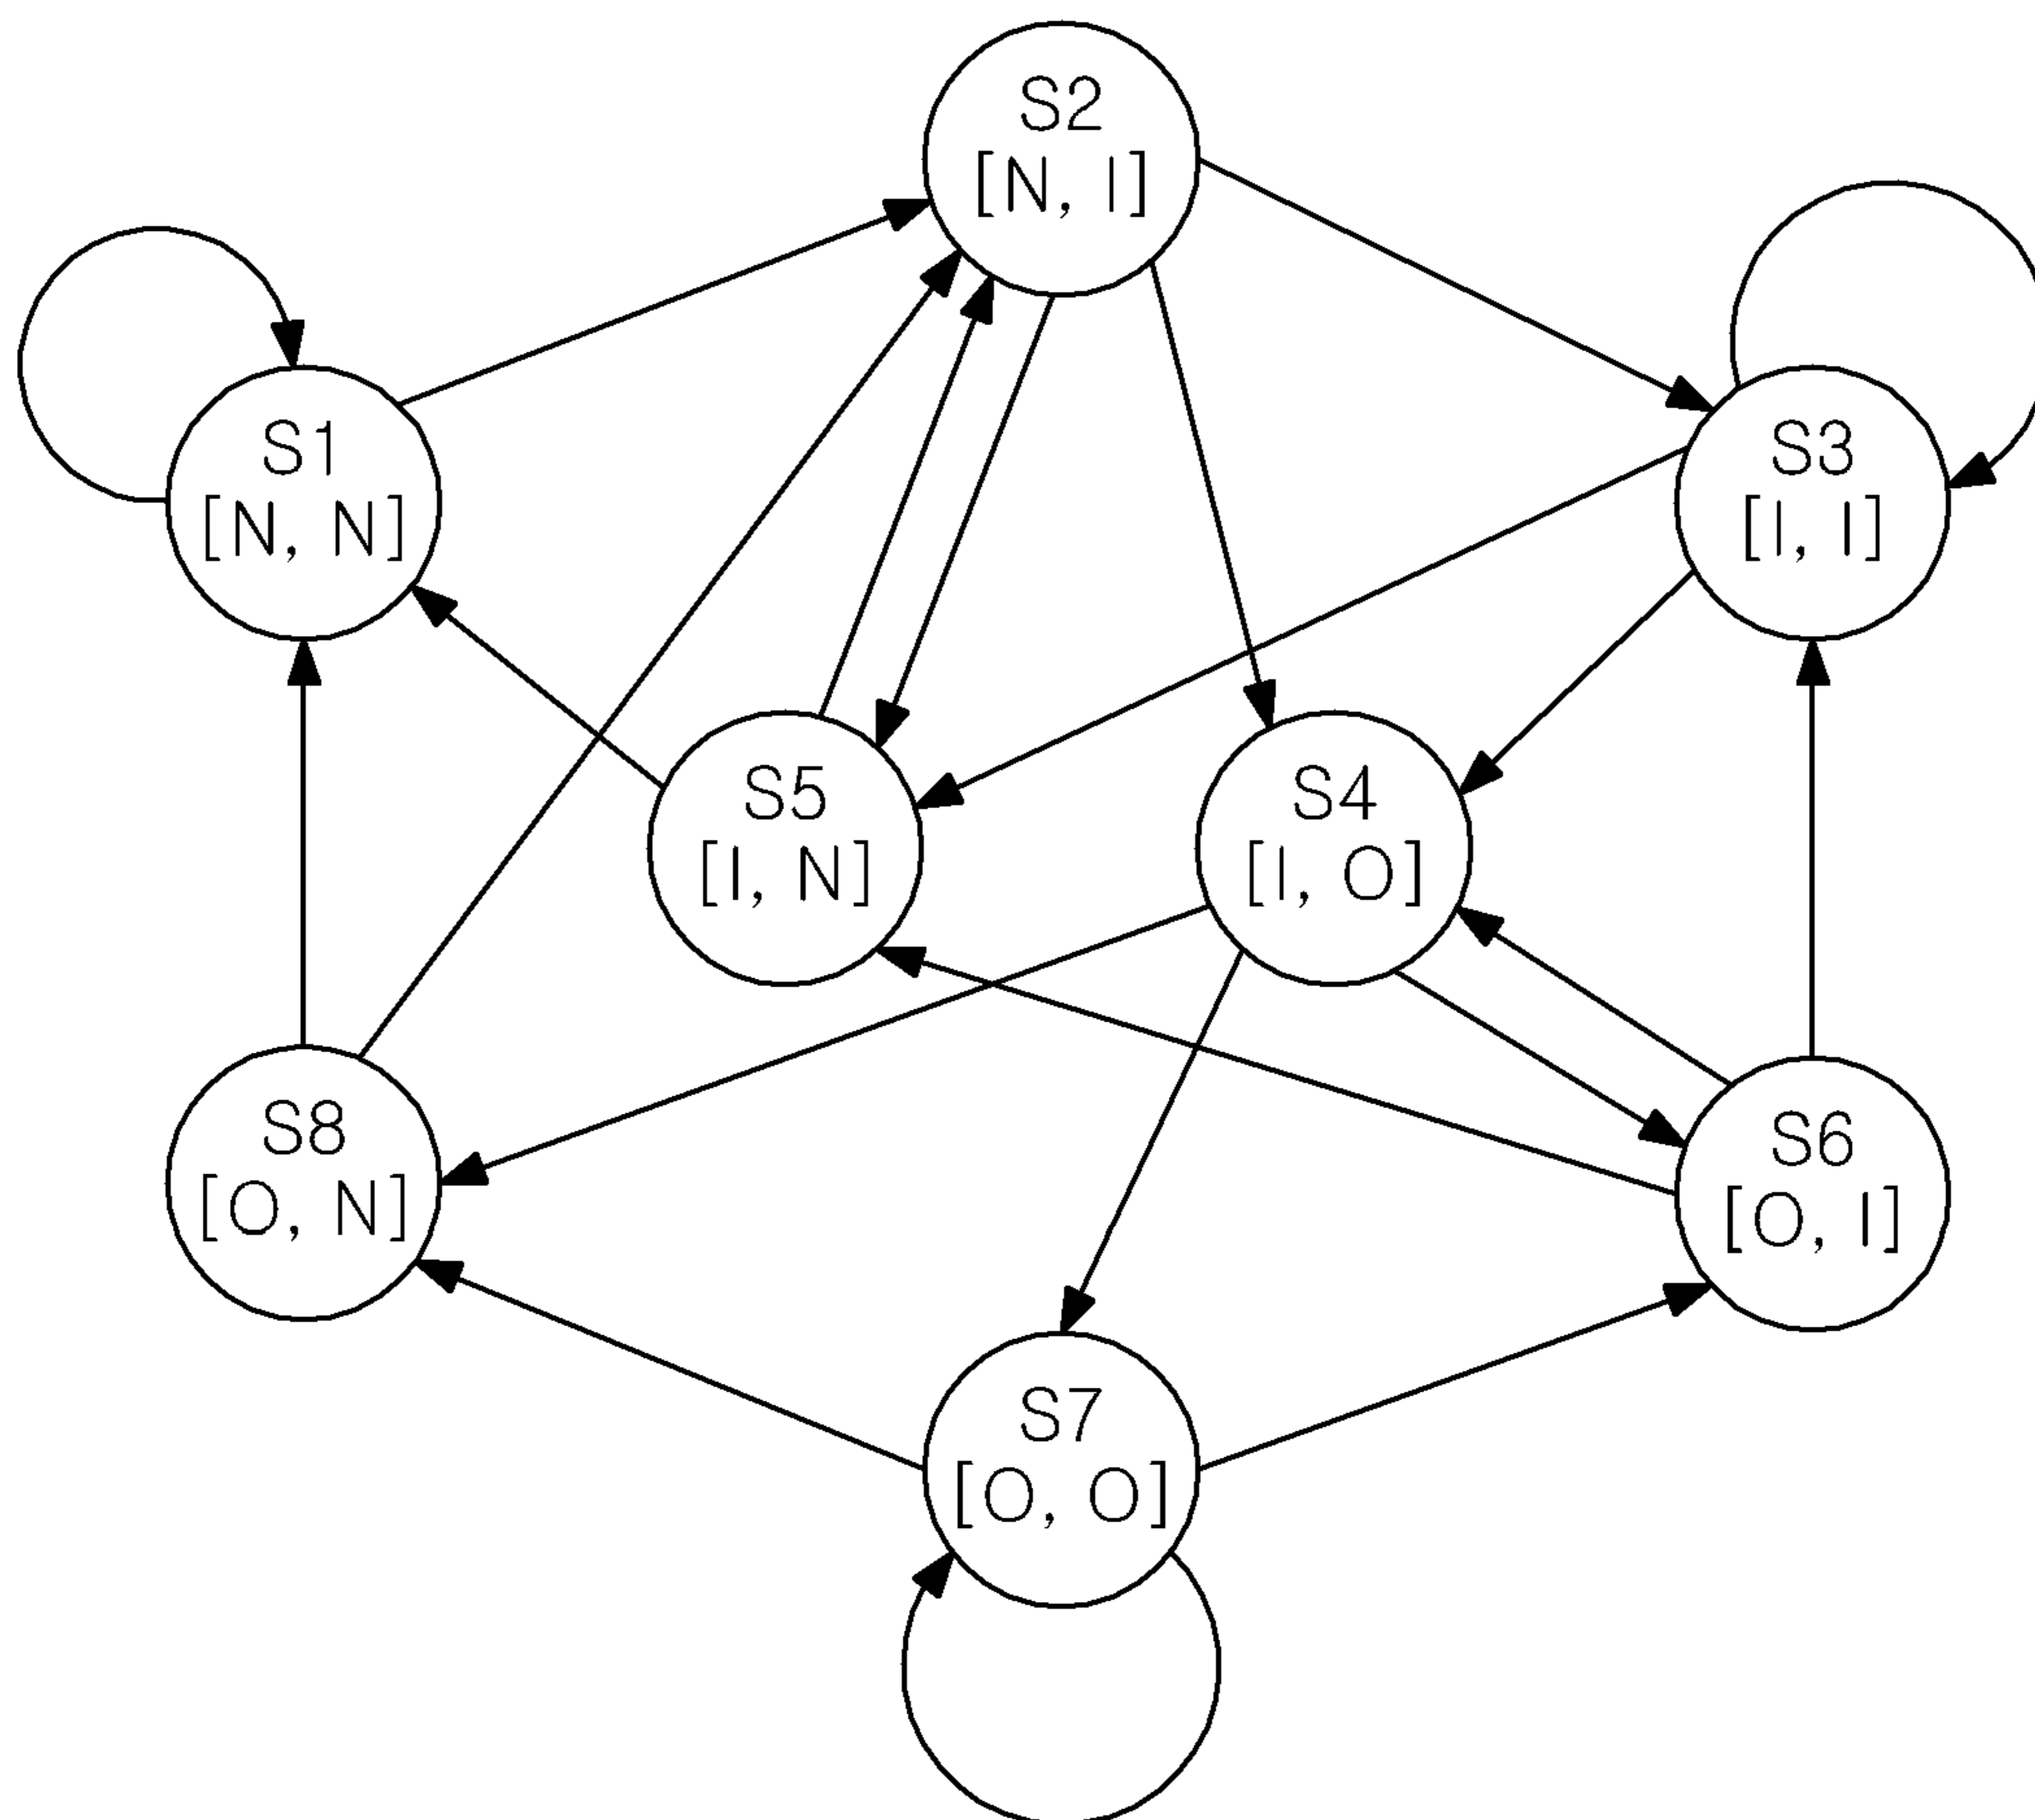 S2
[N, I]
S1
[N, N]
S3
[I, I]
S5
[I, N]
S4
[I, O]
S8
[O, N]
S6
[O, I]
S7
[O, O]